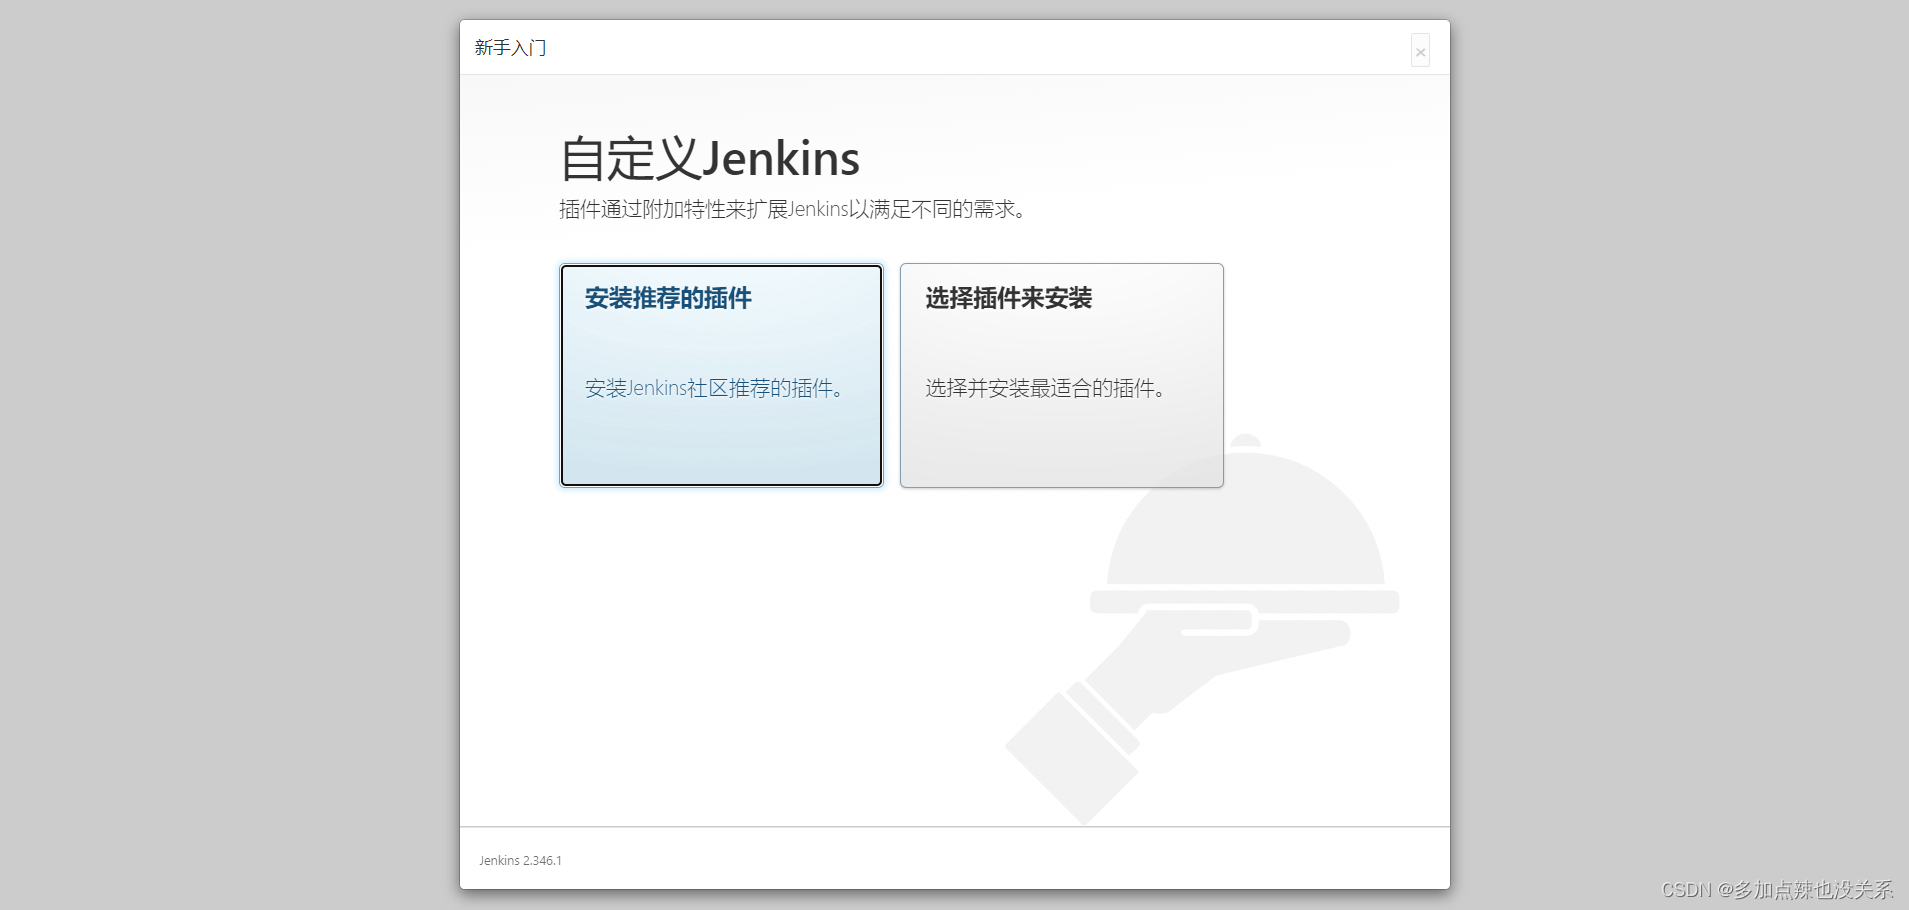 新手入门
×
自定义Jenkins
插件通过附加特性来扩展Jenkins以满足不同的需求。
安装推荐的插件
安装Jenkins社区推荐的插件。
选择插件来安装
选择并安装最适合的插件。
Jenkins 2.346.1
CSDN @多加点辣也没关系